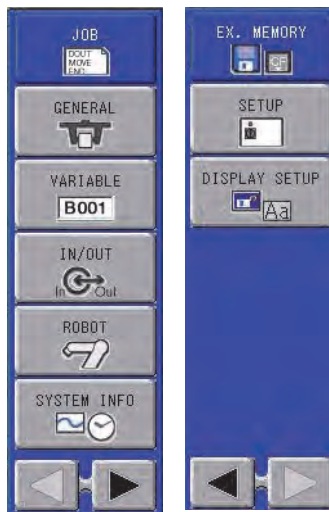 JOB
DOUT
MOVE
END
GENERAL
VARIABLE
B001
IN/OUT
In Out
ROBOT
SYSTEM INFO
EX. MEMORY
CF
SETUP
DISPLAY SETUP
Aa